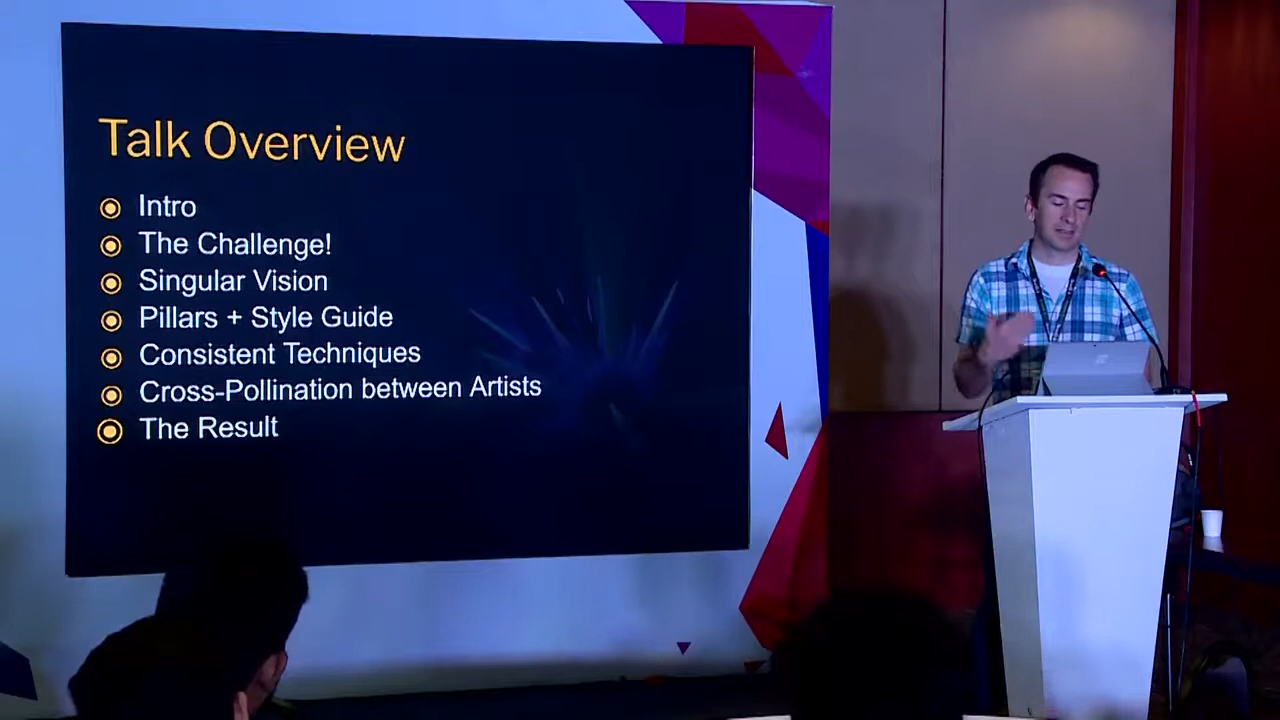 Talk Overview
Intro
The Challenge!
Singular Vision
Pillars + Style Guide
Consistent Techniques
Cross-Pollination between Artists
The Result